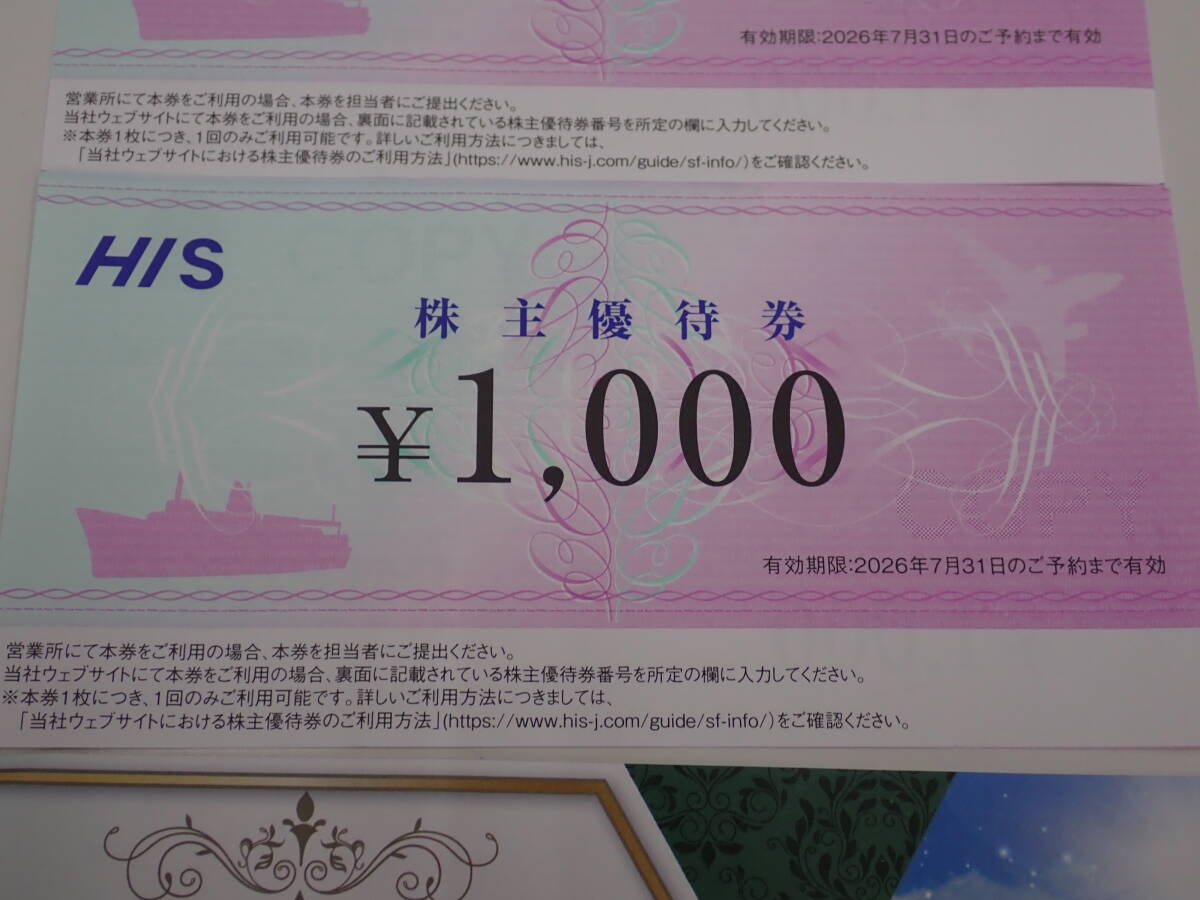 有効期限:2026年7月31日のご予約まで有効
営業所にて本券をご利用の場合、本券を担当者にご提出ください。
当社ウェブサイトにて本券をご利用の場合、裏面に記載されている株主優待券番号を所定の欄に入力してください。
※本券1枚につき、1回のみご利用可能です。詳しいご利用方法につきましては、
「当社ウェブサイトにおける株主優待券のご利用方法」(https://www.his-j.com/guide/sf-info/)をご確認ください。
HIS
COPY
株主優待券
¥1,000
COPY
有効期限:2026年7月31日のご予約まで有効
営業所にて本券をご利用の場合、本券を担当者にご提出ください。
当社ウェブサイトにて本券をご利用の場合、裏面に記載されている株主優待券番号を所定の欄に入力してください。
※本券1枚につき、1回のみご利用可能です。詳しいご利用方法につきましては、
「当社ウェブサイトにおける株主優待券のご利用方法」(https://www.his-j.com/guide/sf-info/)をご確認ください。